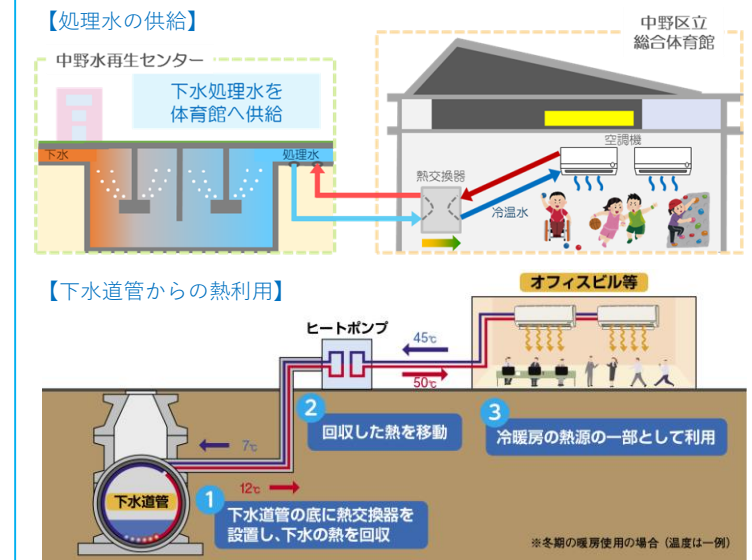 【処理水の供給】
中野区立
総合体育館
中野水再生センター
下水処理水を
体育館へ供給
下水
処理水
空調機
熱交換器
冷温水
【下水道管からの熱利用】
オフィスビル等
ヒートポンプ
45℃
50℃
2
回収した熱を移動
3
冷暖房の熱源の一部として利用
7℃
12℃
下水道管
1
下水道管の底に熱交換器を
設置し、下水の熱を回収
※冬期の暖房使用の場合（温度は一例）